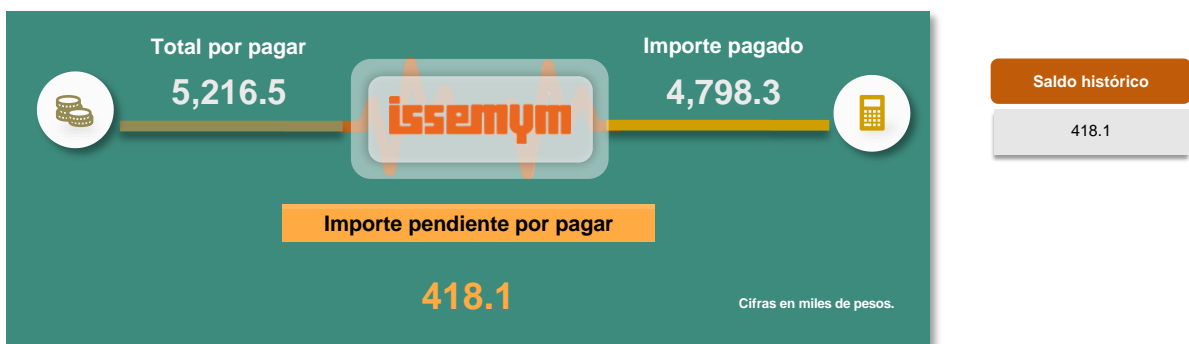 Total por pagar
5,216.5
issemym
Importe pagado
4,798.3
Importe pendiente por pagar
418.1
Cifras en miles de pesos.
Saldo histórico
418.1